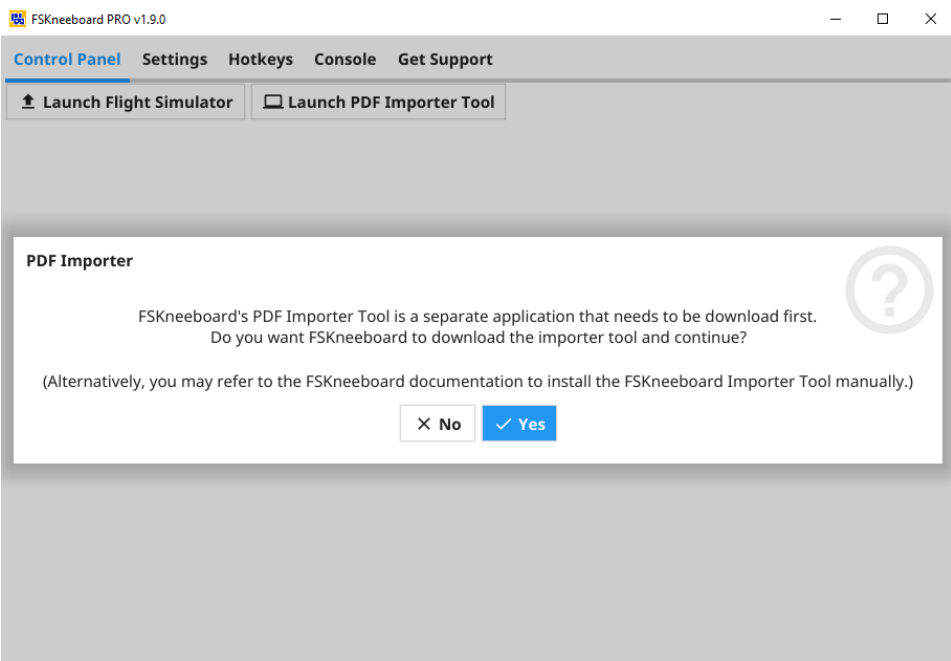 FSKneeboard PRO v1.9.0
Control Panel Settings Hotkeys Console Get Support
Launch Flight Simulator Launch PDF Importer Tool
PDF Importer
FSKneeboard's PDF Importer Tool is a separate application that needs to be download first.
Do you want FSKneeboard to download the importer tool and continue?
(Alternatively, you may refer to the FSKneeboard documentation to install the FSKneeboard Importer Tool manually.)
No Yes